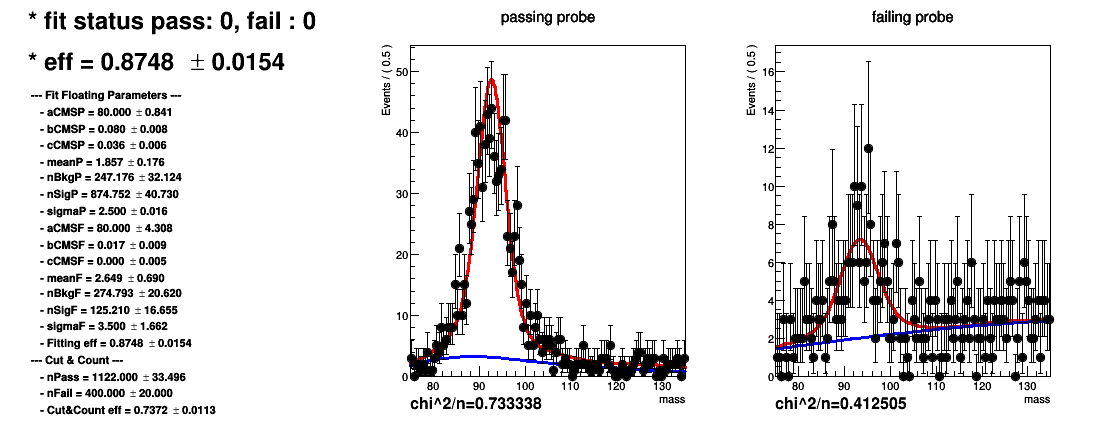 * fit status pass: 0, fail : 0
* eff = 0.8748 ± 0.0154
--- Fit Floating Parameters ---
- aCMSP = 80.000 ± 0.841
- bCMSP = 0.080 ± 0.008
- cCMSP = 0.036 ± 0.006
- meanP = 1.857 ± 0.176
- nBkgP = 247.176 ± 32.124
- nSigP = 874.752 ± 40.730
- sigmaP = 2.500 ± 0.016
- aCMSF = 80.000 ± 4.308
- bCMSF = 0.017 ± 0.009
- cCMSF = 0.000 ± 0.005
- meanF = 2.649 ± 0.690
- nBkgF = 274.793 ± 20.620
- nSigF = 125.210 ± 16.655
- sigmaF = 3.500 ± 1.662
- Fitting eff = 0.8748 ± 0.0154
--- Cut & Count ---
- nPass = 1122.000 ± 33.496
- nFail = 400.000 ± 20.000
- Cut&Count eff = 0.7372 ± 0.0113
passing probe
Events / ( 0.5 )
50
40
30
20
10
0
80 90 100 110 120 130
mass
chi^2/n=0.733338
failing probe
Events / ( 0.5 )
16
14
12
10
8
6
4
2
0
80 90 100 110 120 130
mass
chi^2/n=0.412505